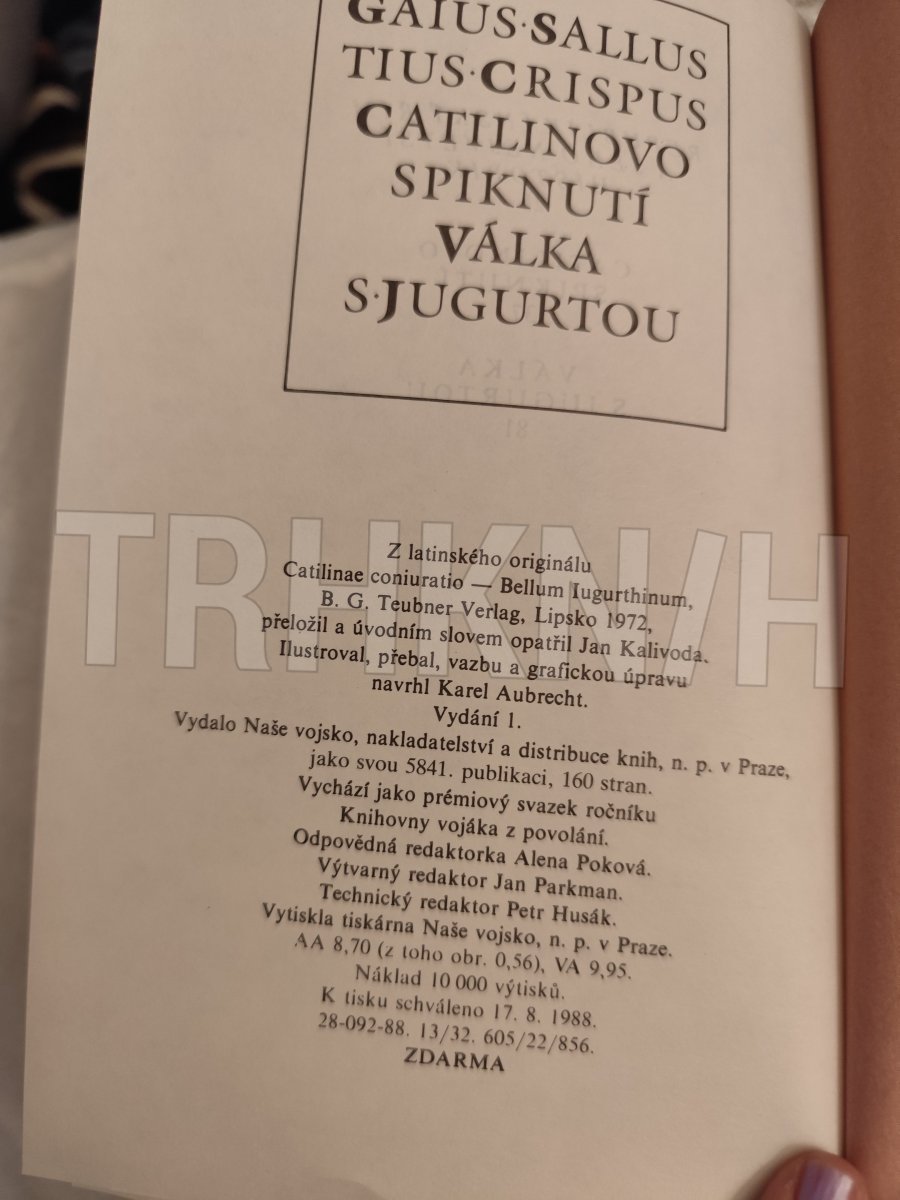 GAIUS·SALLUS
TIUS·CRISPUS
CATILINOVO
SPIKNUTÍ
VÁLKA
S·JUGURTOU
VÁLKA
S JUGURTOU
81
TRHKNIH
Z latinského originálu
Catilinae coniuratio — Bellum Iugurthinum,
B. G. Teubner Verlag, Lipsko 1972,
přeložil a úvodním slovem opatřil Jan Kalivoda.
Ilustroval, přebal, vazbu a grafickou úpravu
navrhl Karel Aubrecht.
Vydání 1.
Vydalo Naše vojsko, nakladatelství a distribuce knih, n. p. v Praze,
jako svou 5841. publikaci, 160 stran.
Vychází jako prémiový svazek ročníku
Knihovny vojáka z povolání.
Odpovědná redaktorka Alena Poková.
Výtvarný redaktor Jan Parkman.
Technický redaktor Petr Husák.
Vytiskla tiskárna Naše vojsko, n. p. v Praze.
AA 8,70 (z toho obr. 0,56), VA 9,95.
Náklad 10 000 výtisků.
K tisku schváleno 17. 8. 1988.
28-092-88. 13/32. 605/22/856.
ZDARMA